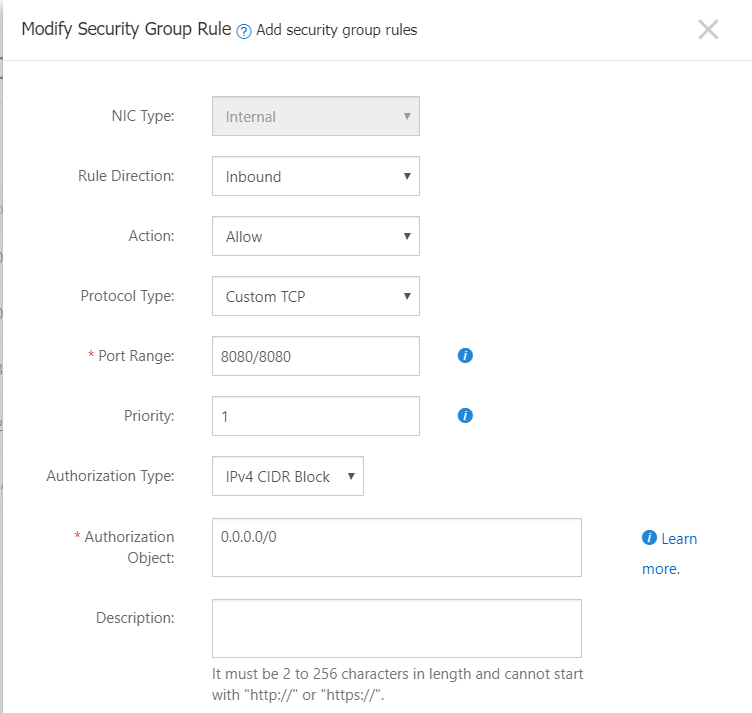 Modify Security Group Rule ? Add security group rules
NIC Type: Internal
Rule Direction: Inbound
Action: Allow
Protocol Type: Custom TCP
* Port Range: 8080/8080
Priority: 1
Authorization Type: IPv4 CIDR Block
* Authorization Object: 0.0.0.0/0
Learn more.
Description:
It must be 2 to 256 characters in length and cannot start
with "http://" or "https://".